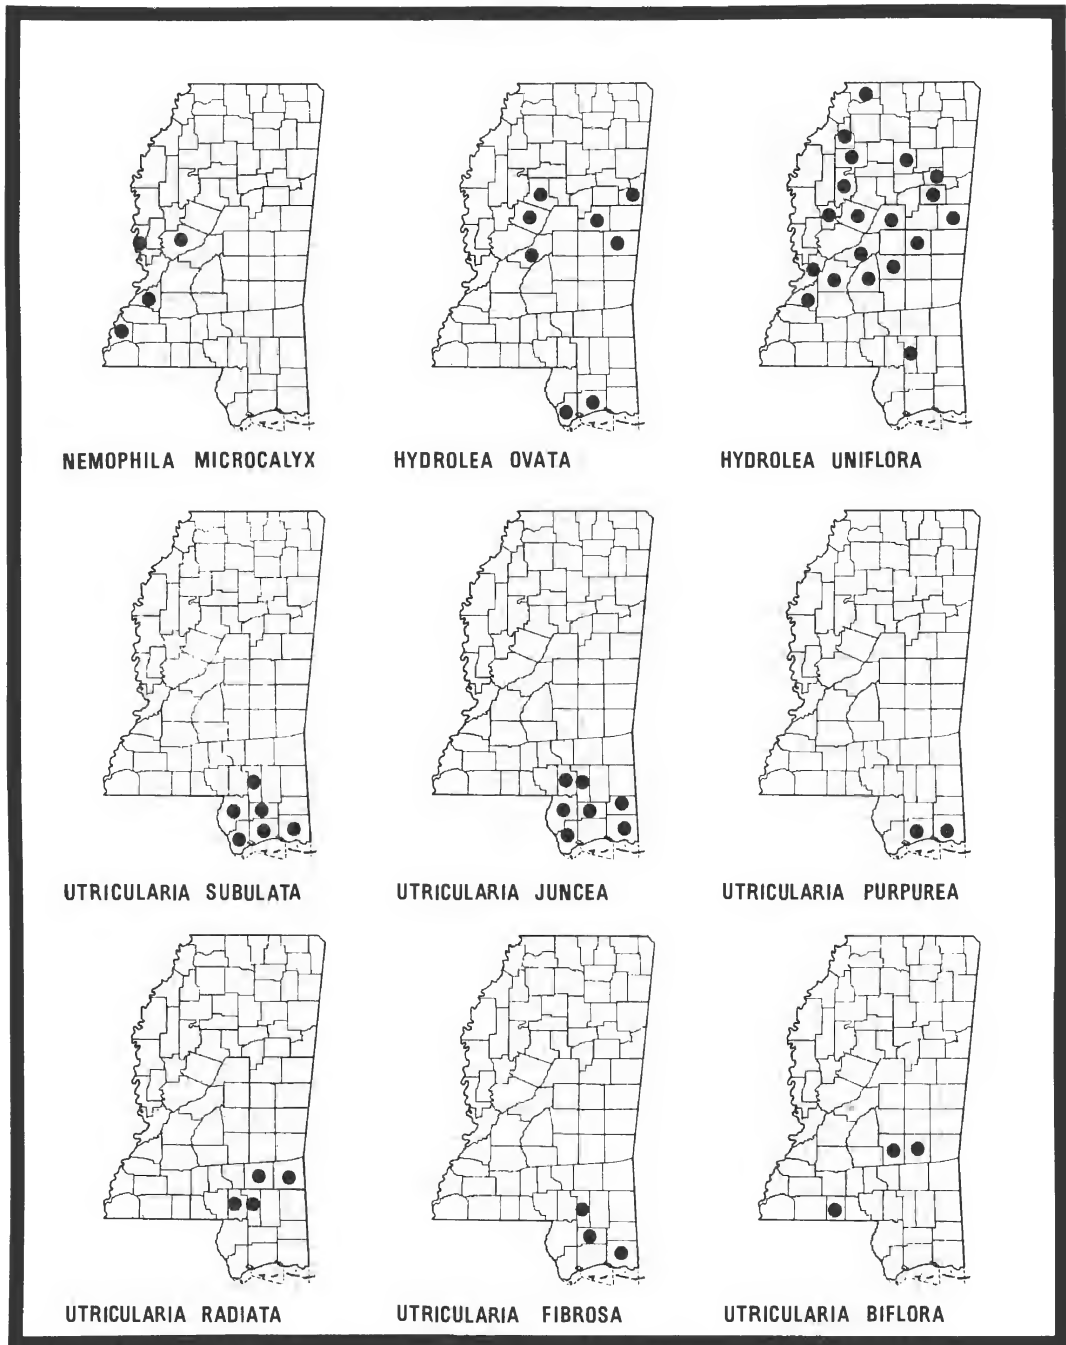 NEMOPHILA MICROCALYX
HYDROLEA OVATA
HYDROLEA UNIFLORA
UTRICULARIA SUBULATA
UTRICULARIA JUNCEA
UTRICULARIA PURPUREA
UTRICULARIA RADIATA
UTRICULARIA FIBROSA
UTRICULARIA BIFLORA